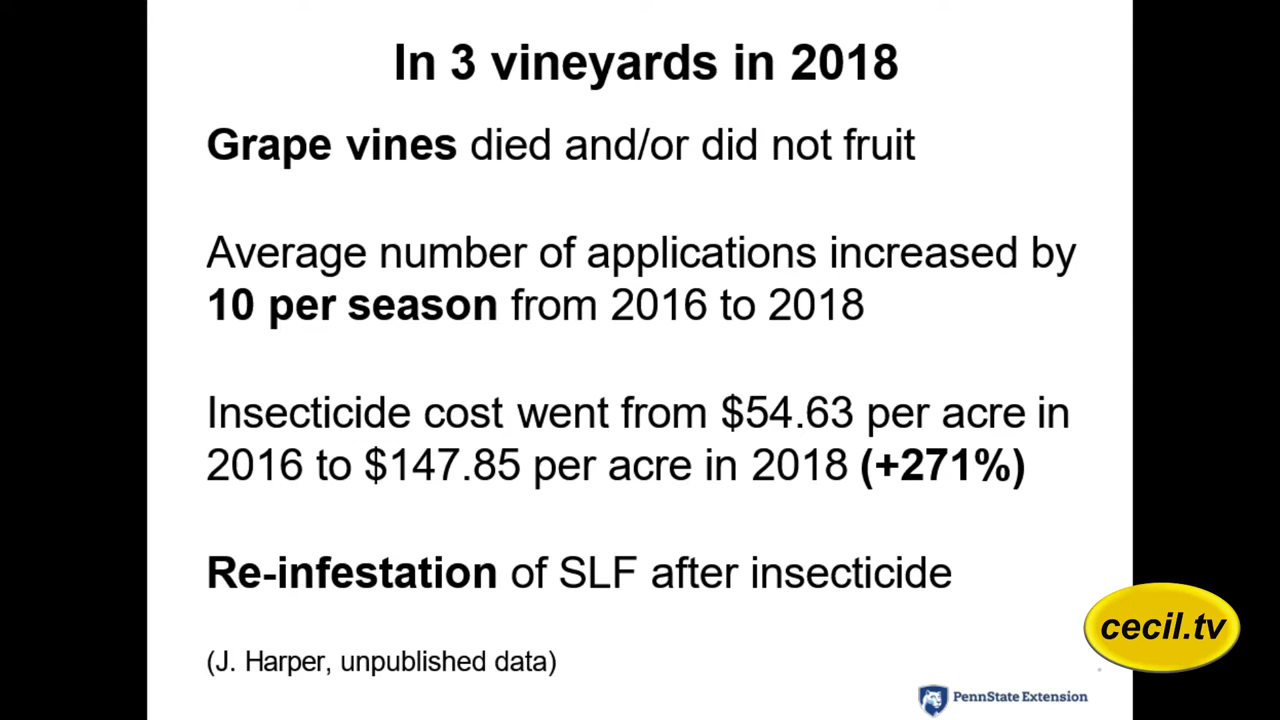 In 3 vineyards in 2018
Grape vines died and/or did not fruit
Average number of applications increased by
10 per season from 2016 to 2018
Insecticide cost went from $54.63 per acre in
2016 to $147.85 per acre in 2018 (+271%)
Re-infestation of SLF after insecticide
cecil.tv
(J. Harper, unpublished data)
PennState Extension